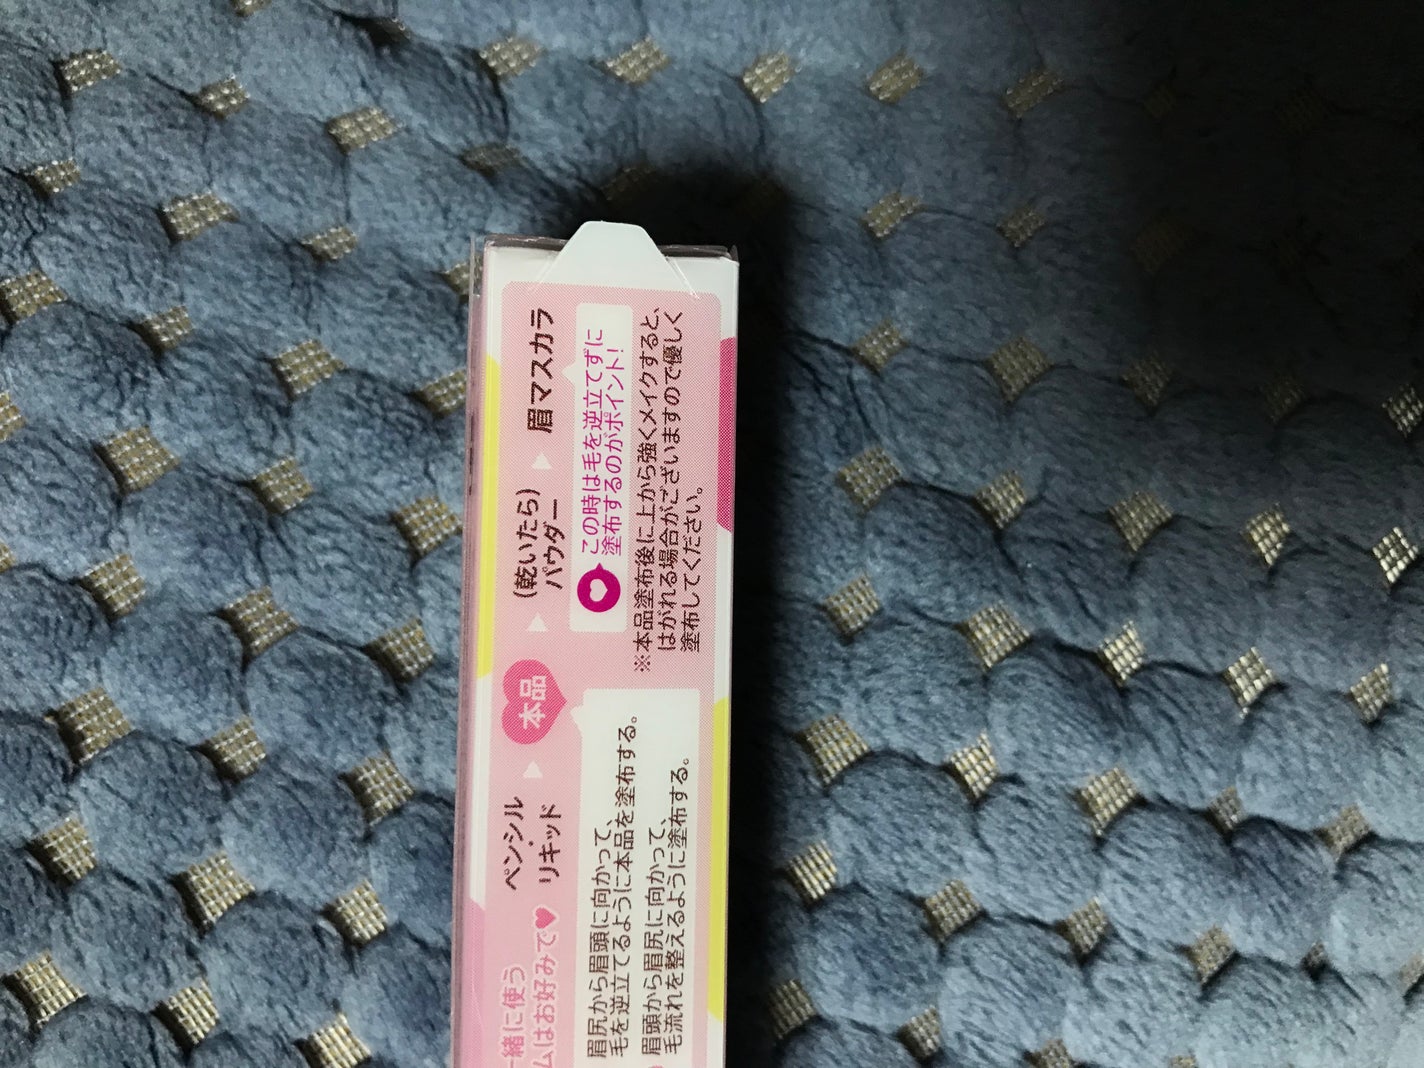 緒に使う
ムはお好みで♥
ペンシル
・
リキッド
本品
(乾いたら)
パウダー
眉マスカラ
眉尻から眉頭に向かって、
毛を逆立てるように本品を塗布する。
眉頭から眉尻に向かって、
毛流れを整えるように塗布する。
この時は毛を逆立てずに
塗布するのがポイント!
※本品塗布後に上から強くメイクすると、
はがれる場合がございますので優しく
塗布してください。